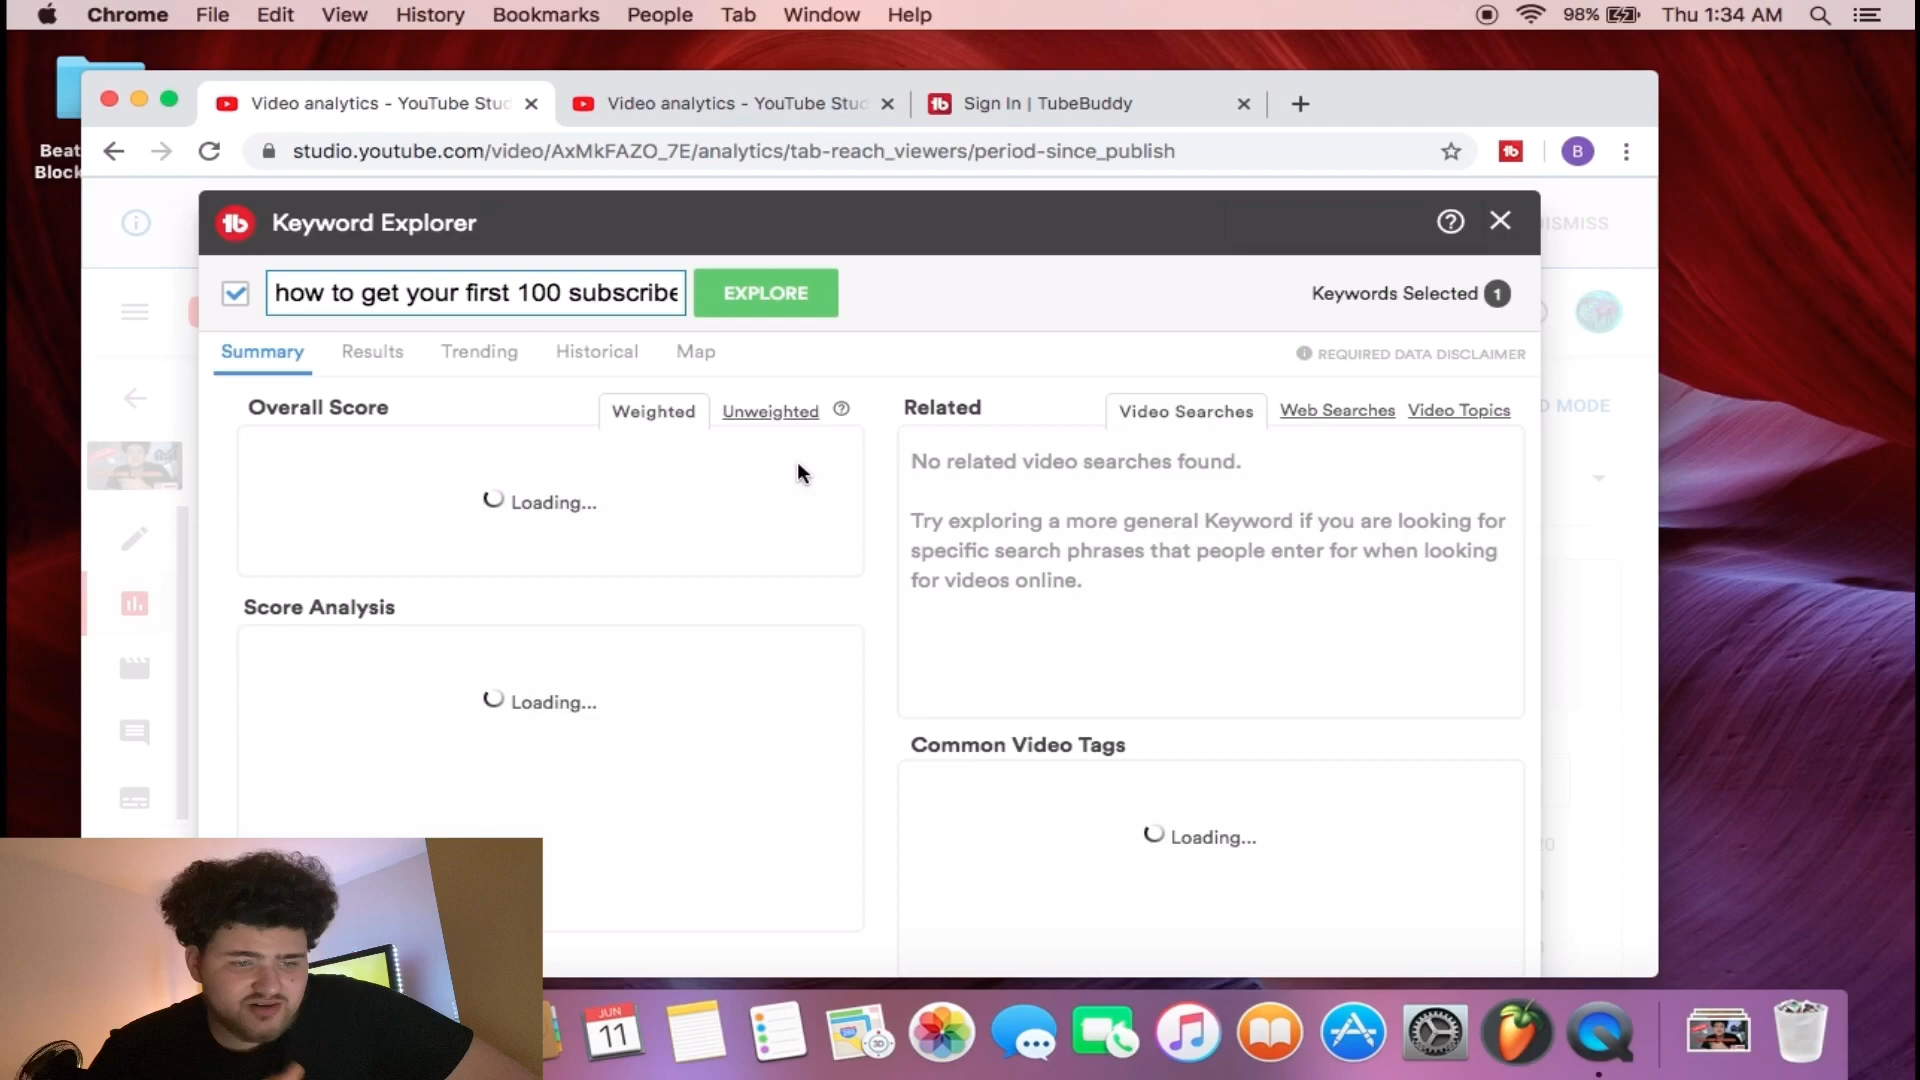 Chrome File Edit View History Bookmarks People Tab Window Help 98% Thu 1:34 AM
Beat
Block
Video analytics - YouTube Stu
Video analytics - YouTube Stu
Sign In | TubeBuddy
studio.youtube.com/video/AxMkFAZO_7E/analytics/tab-reach_viewers/period-since_publish
B
Keyword Explorer
ISMISS
how to get your first 100 subscribe
EXPLORE
Keywords Selected 1
Summary Results Trending Historical Map
REQUIRED DATA DISCLAIMER
Overall Score
Weighted Unweighted
Loading...
Score Analysis
Loading...
Related
Video Searches Web Searches Video Topics
D MODE
No related video searches found.
Try exploring a more general Keyword if you are looking for
specific search phrases that people enter for when looking
for videos online.
Common Video Tags
Loading...
20
JUN
11
3D